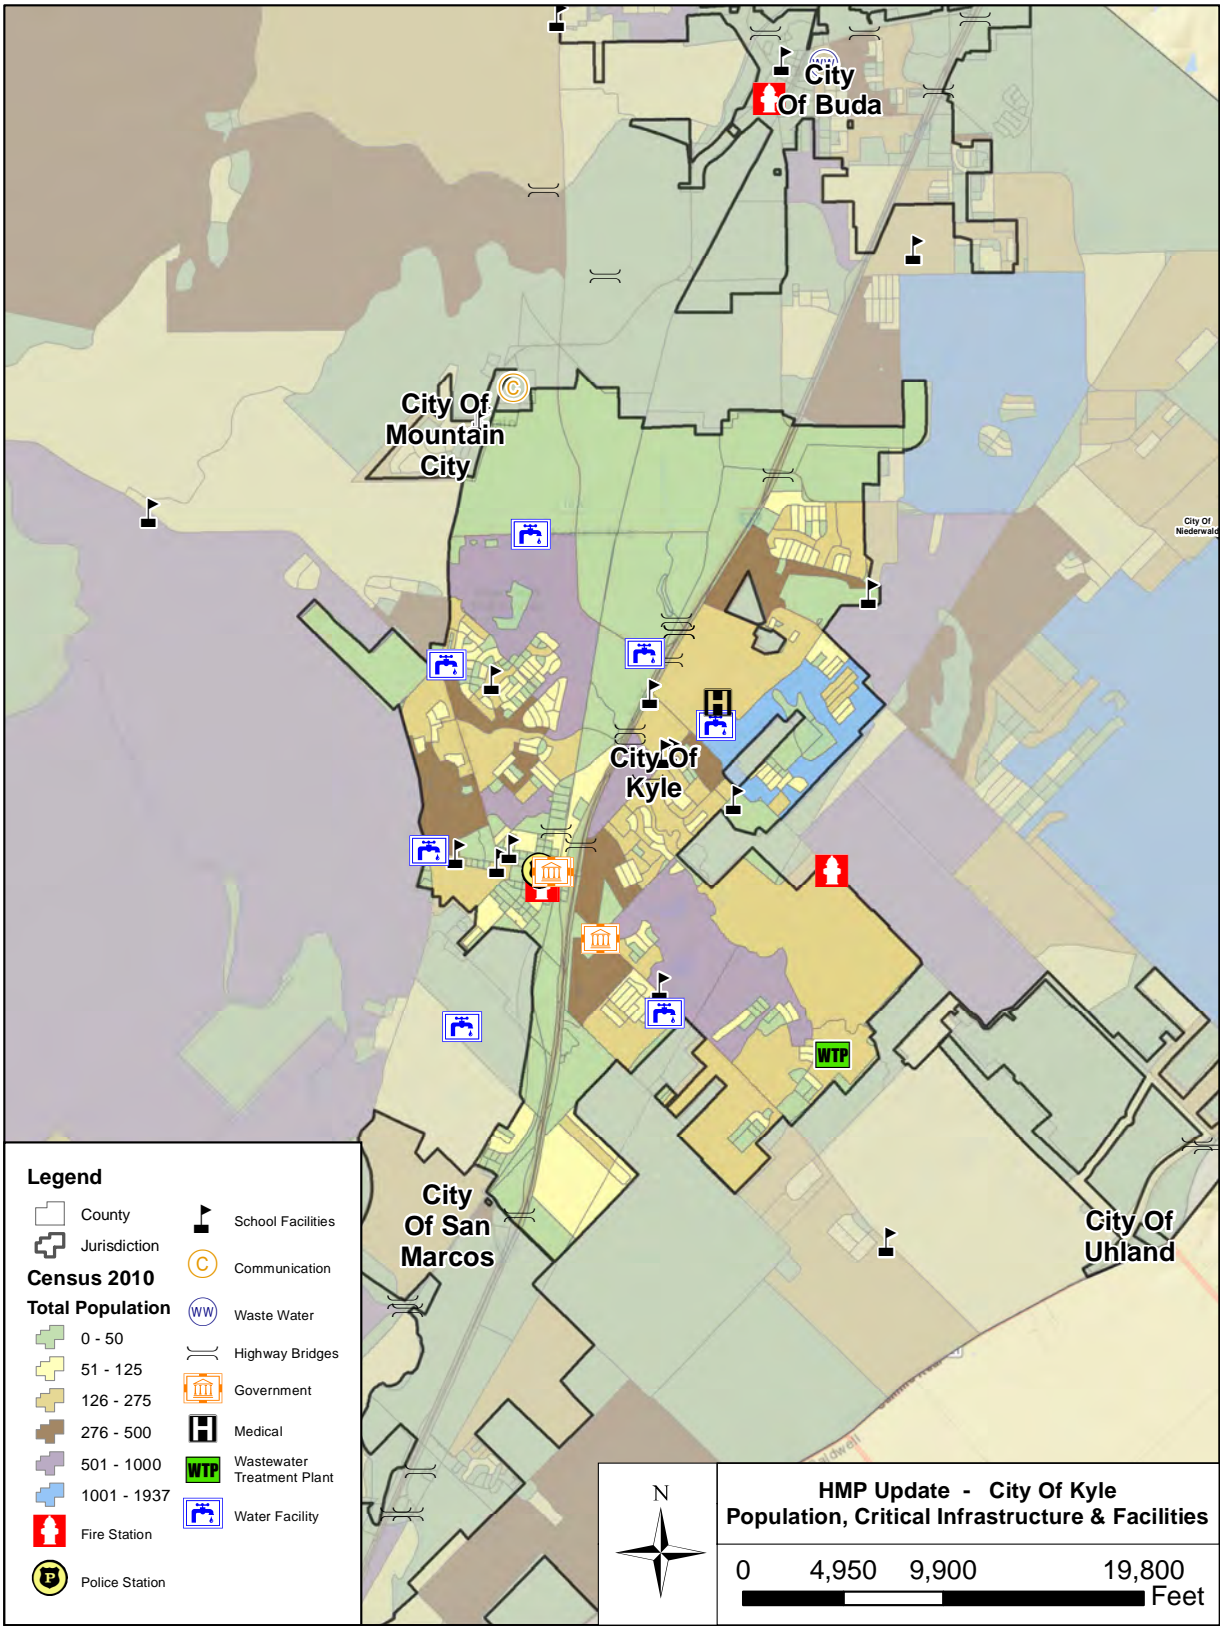 City
Of Buda
WW
C
City Of
Mountain
City
City Of
Niederwald
H
City Of
Kyle
WTP
City
Of San
Marcos
City Of
Uhland
Legend
County
Jurisdiction
Census 2010
Total Population
0 - 50
51 - 125
126 - 275
276 - 500
501 - 1000
1001 - 1937
Fire Station
P
Police Station
School Facilities
C
Communication
WW
Waste Water
Highway Bridges
Government
H
Medical
WTP
Wastewater
Treatment Plant
Water Facility
N
HMP Update - City Of Kyle
Population, Critical Infrastructure & Facilities
0 4,950 9,900 19,800
Feet